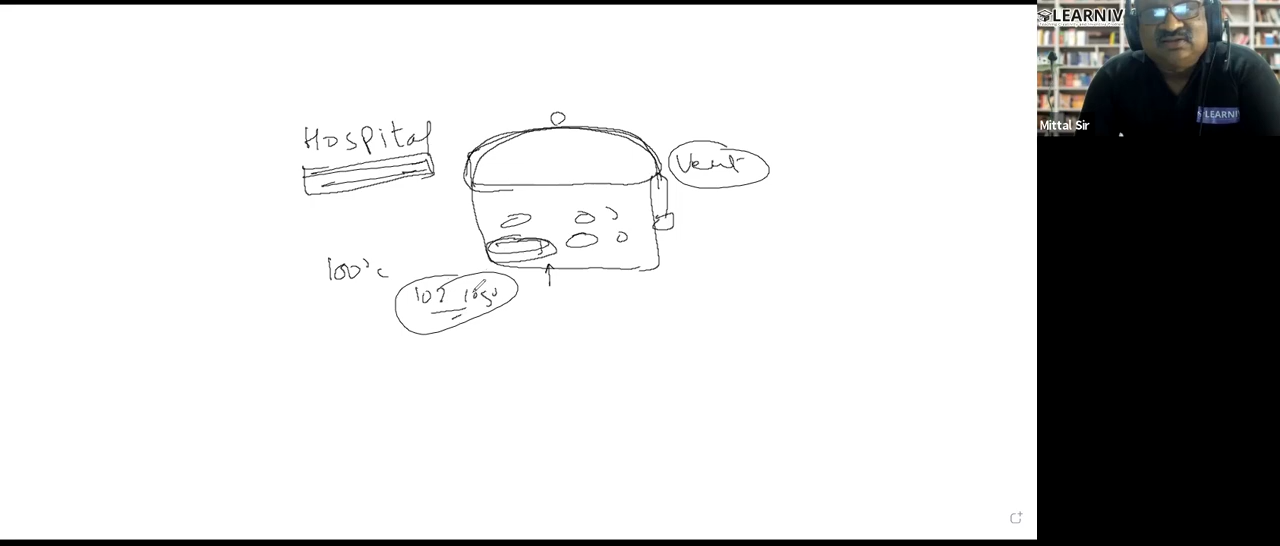 LEARNIV
Hospital
Vent
100°C
LEARNIV
Mittal Sir